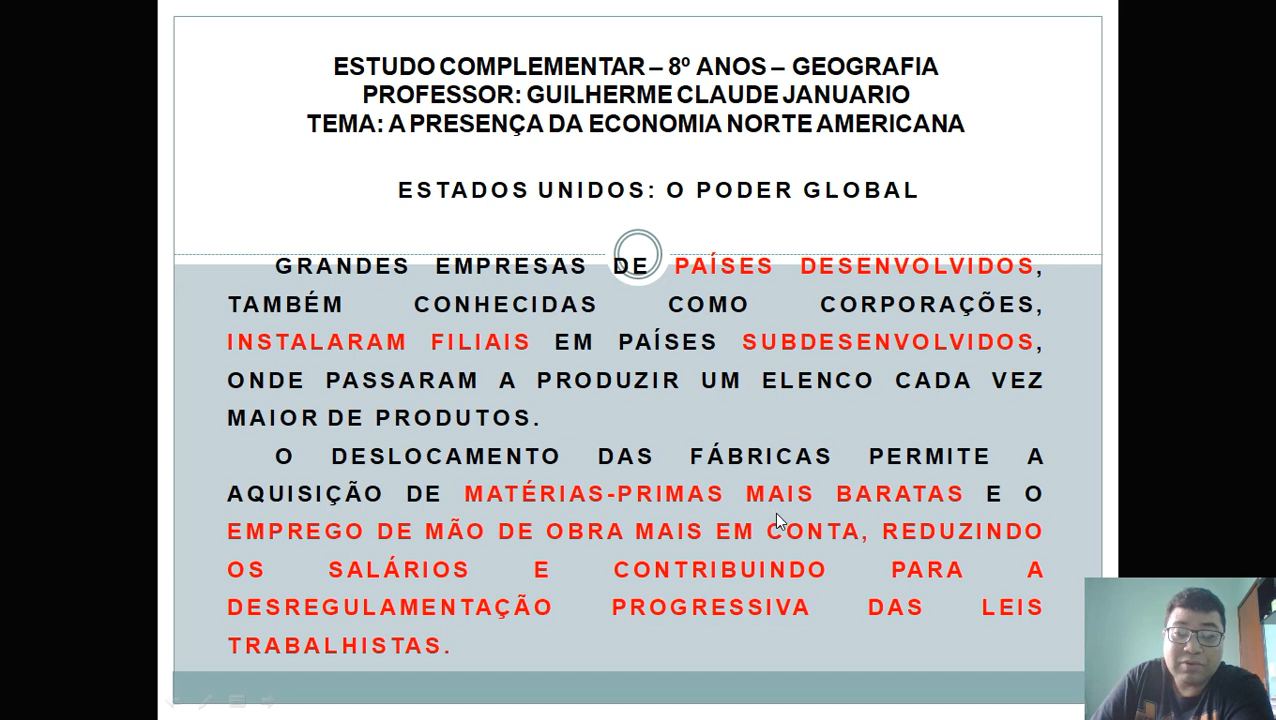 ESTUDO COMPLEMENTAR – 8º ANOS – GEOGRAFIA
PROFESSOR: GUILHERME CLAUDE JANUARIO
TEMA: A PRESENÇA DA ECONOMIA NORTE AMERICANA
ESTADOS UNIDOS: O PODER GLOBAL
GRANDES EMPRESAS DE PAÍSES DESENVOLVIDOS,
TAMBÉM CONHECIDAS COMO CORPORAÇÕES,
INSTALARAM FILIAIS EM PAÍSES SUBDESENVOLVIDOS,
ONDE PASSARAM A PRODUZIR UM ELENCO CADA VEZ
MAIOR DE PRODUTOS.
O DESLOCAMENTO DAS FÁBRICAS PERMITE A
AQUISIÇÃO DE MATÉRIAS-PRIMAS MAIS BARATAS E O
EMPREGO DE MÃO DE OBRA MAIS EM CONTA, REDUZINDO
OS SALÁRIOS E CONTRIBUINDO PARA A
DESREGULAMENTAÇÃO PROGRESSIVA DAS LEIS
TRABALHISTAS.